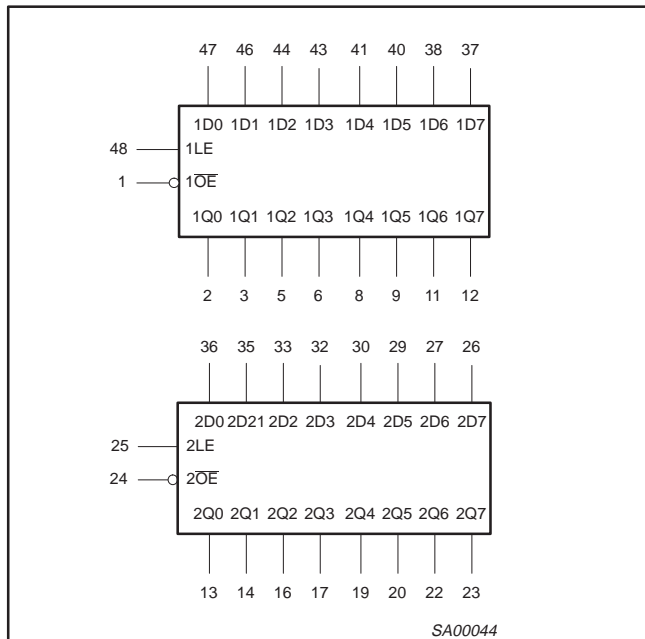 47 46 44 43 41 40 38 37
1D0 1D1 1D2 1D3 1D4 1D5 1D6 1D7
48 1LE
1 1O̅E̅
1Q0 1Q1 1Q2 1Q3 1Q4 1Q5 1Q6 1Q7
2 3 5 6 8 9 11 12
36 35 33 32 30 29 27 26
2D0 2D21 2D2 2D3 2D4 2D5 2D6 2D7
25 2LE
24 2O̅E̅
2Q0 2Q1 2Q2 2Q3 2Q4 2Q5 2Q6 2Q7
13 14 16 17 19 20 22 23
SA00044